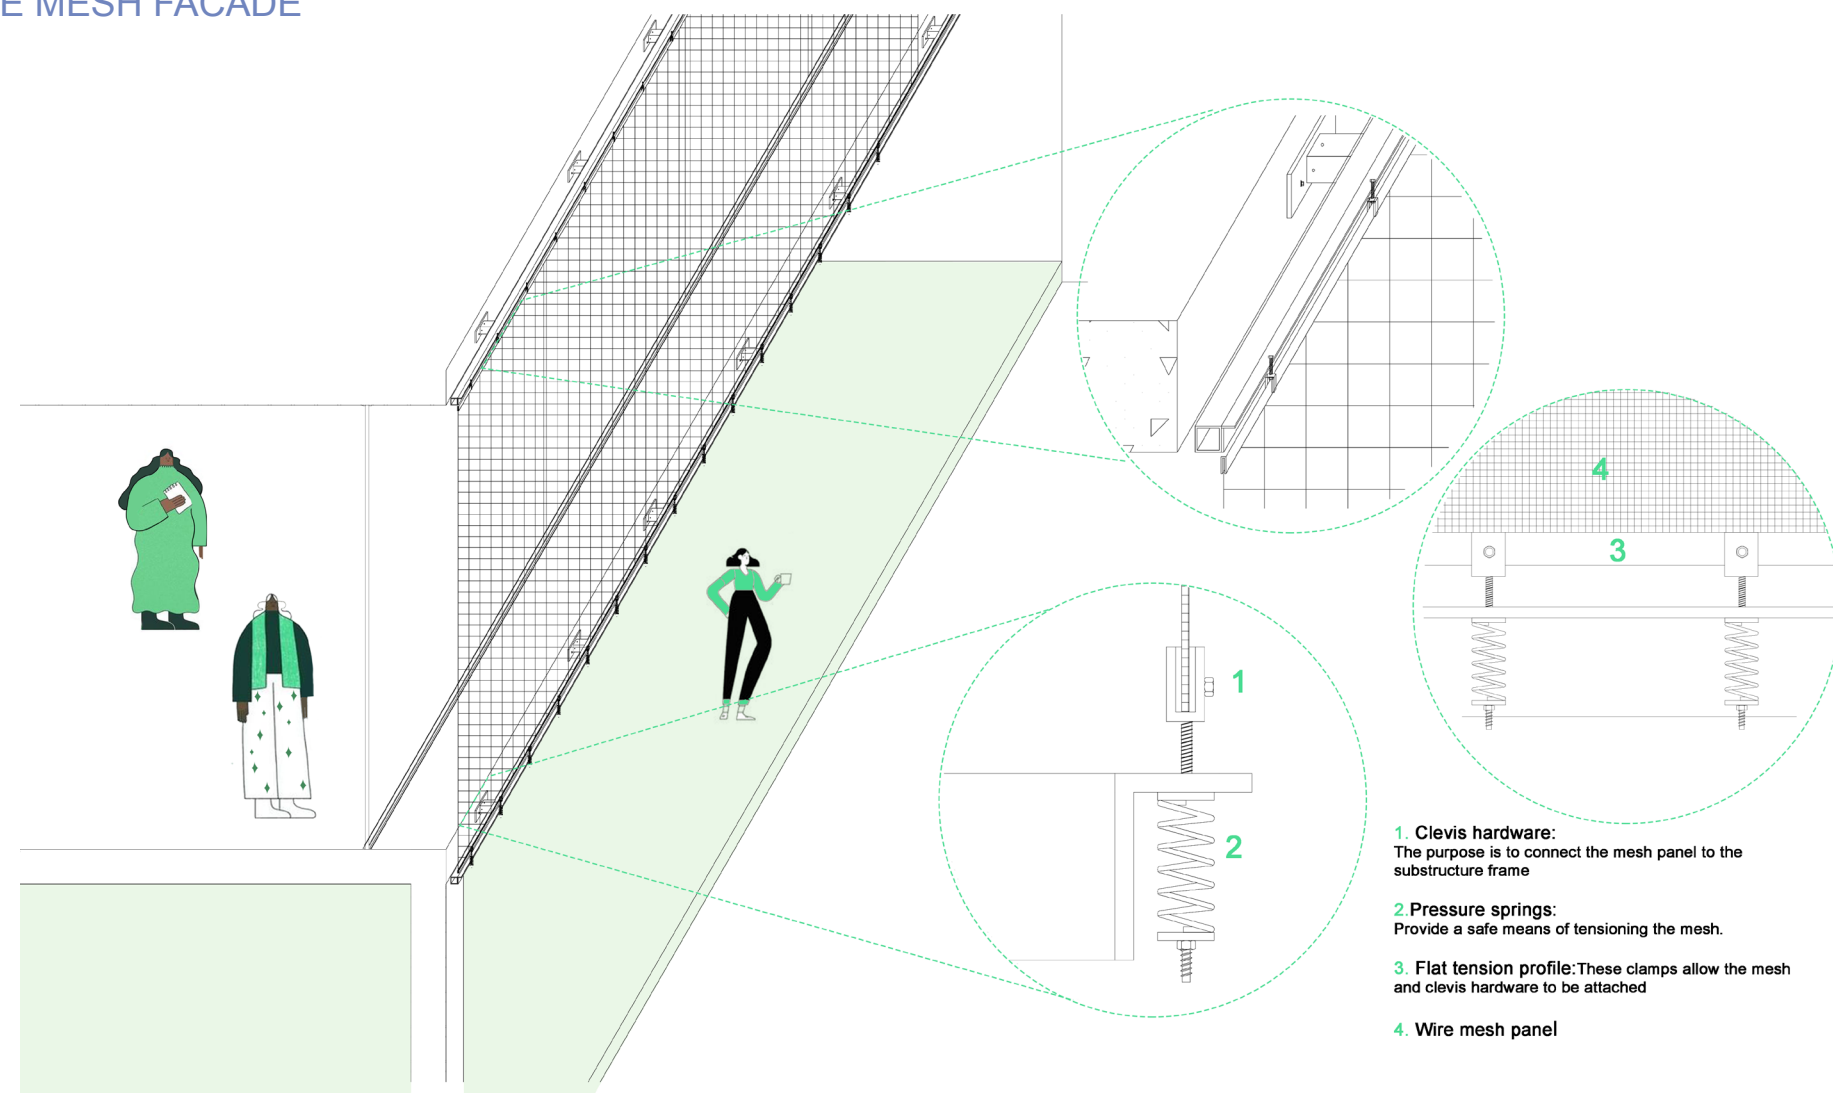 E MESH FACADE
4
3
1
2
1. Clevis hardware:
The purpose is to connect the mesh panel to the
substructure frame
2.Pressure springs:
Provide a safe means of tensioning the mesh.
3. Flat tension profile:These clamps allow the mesh
and clevis hardware to be attached
4. Wire mesh panel